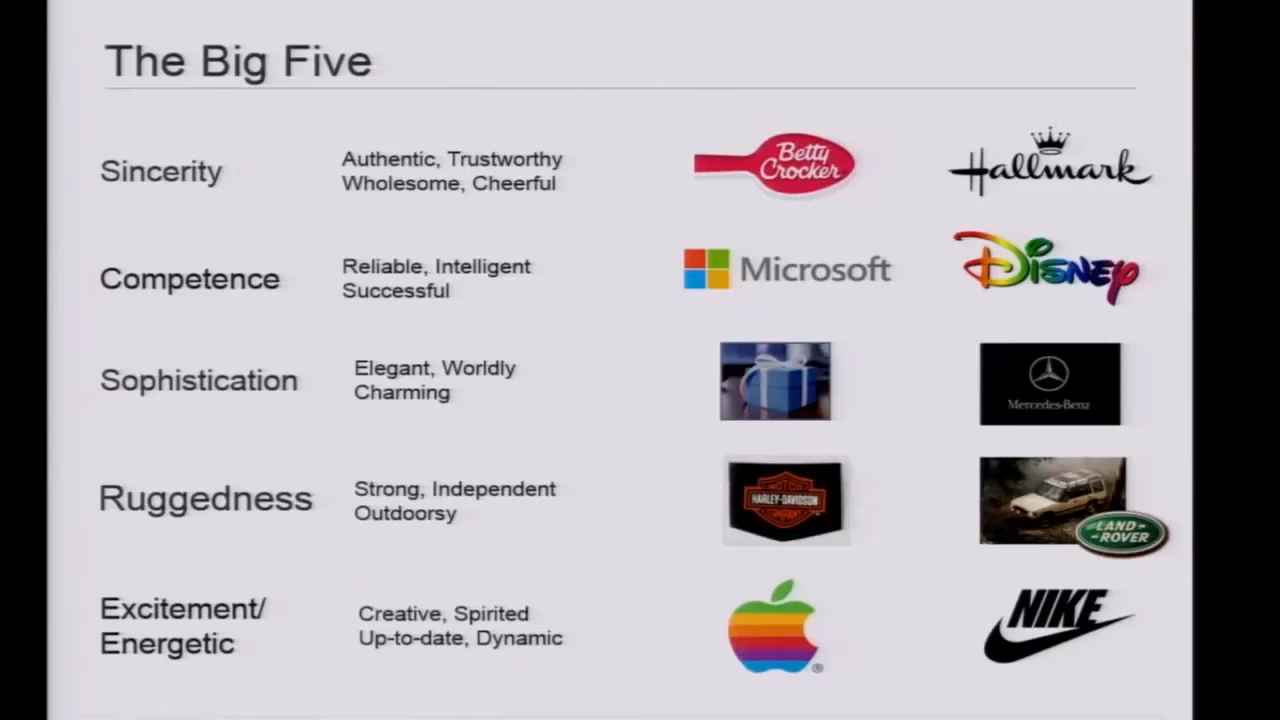 The Big Five
Sincerity
Authentic, Trustworthy
Wholesome, Cheerful
Betty
Crocker
Hallmark
Competence
Reliable, Intelligent
Successful
Microsoft
Disney
Sophistication
Elegant, Worldly
Charming
Mercedes-Benz
Ruggedness
Strong, Independent
Outdoorsy
MOTOR
HARLEY-DAVIDSON
COMPANY
LAND-
-ROVER
Excitement/
Energetic
Creative, Spirited
Up-to-date, Dynamic
®
NIKE